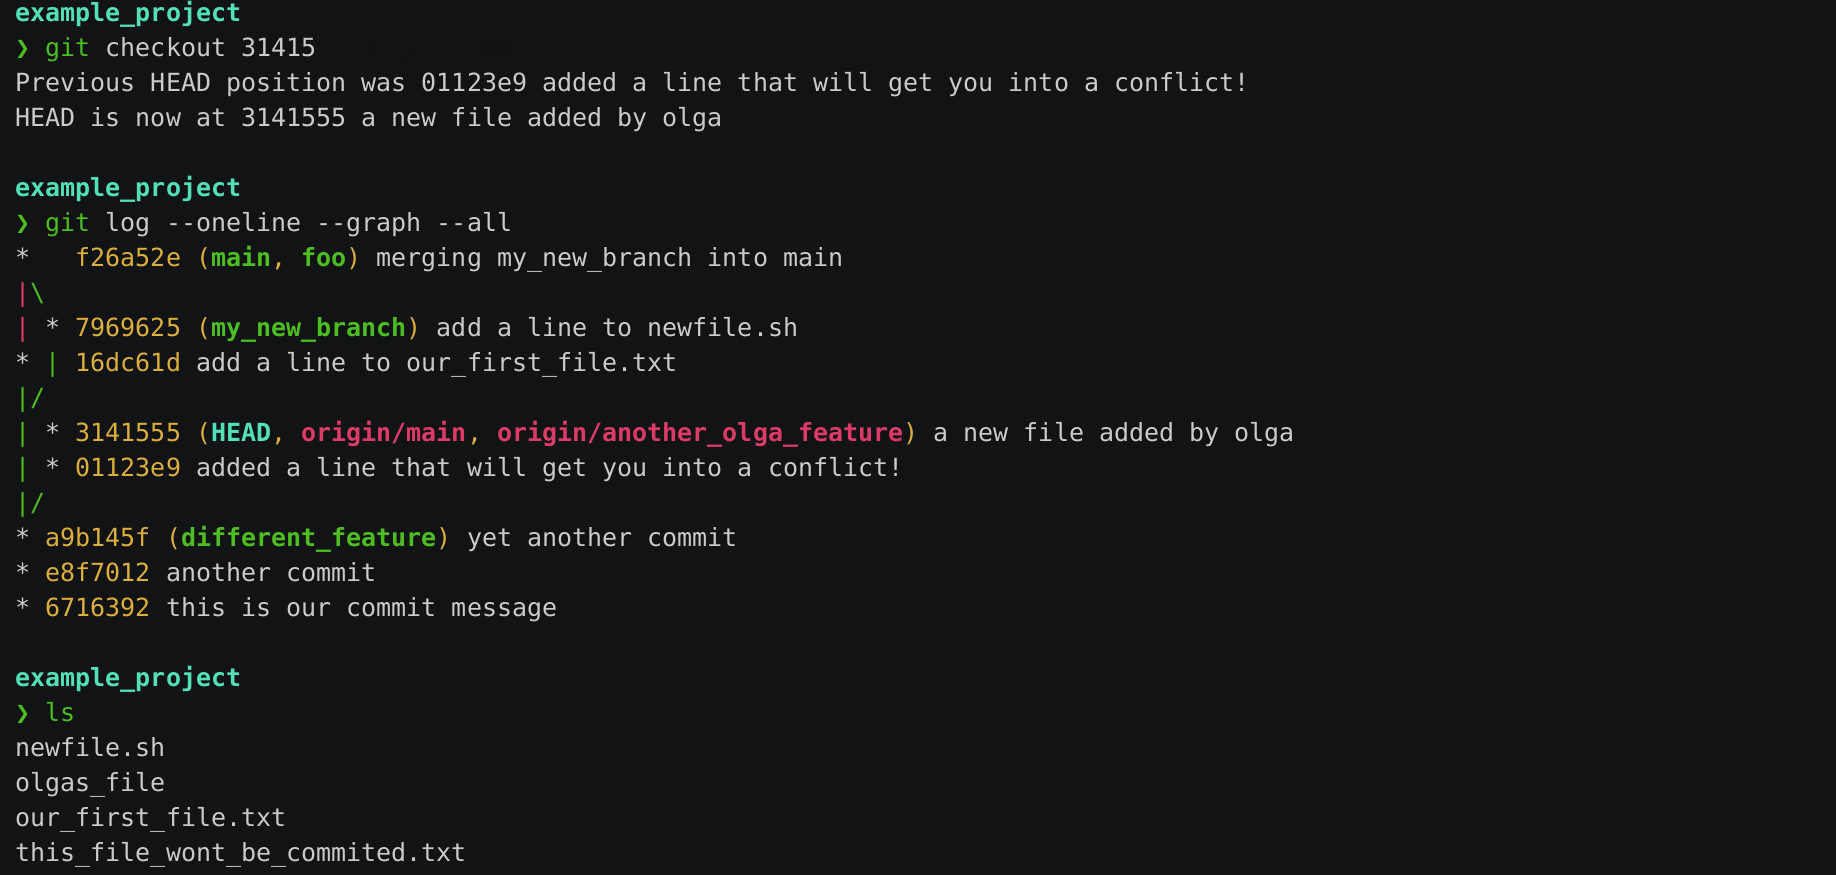 example_project
❯ git checkout 31415
Previous HEAD position was 01123e9 added a line that will get you into a conflict!
HEAD is now at 3141555 a new file added by olga
example_project
❯ git log --oneline --graph --all
*   f26a52e (main, foo) merging my_new_branch into main
|\
| * 7969625 (my_new_branch) add a line to newfile.sh
* | 16dc61d add a line to our_first_file.txt
|/
| * 3141555 (HEAD, origin/main, origin/another_olga_feature) a new file added by olga
| * 01123e9 added a line that will get you into a conflict!
|/
* a9b145f (different_feature) yet another commit
* e8f7012 another commit
* 6716392 this is our commit message
example_project
❯ ls
newfile.sh
olgas_file
our_first_file.txt
this_file_wont_be_commited.txt